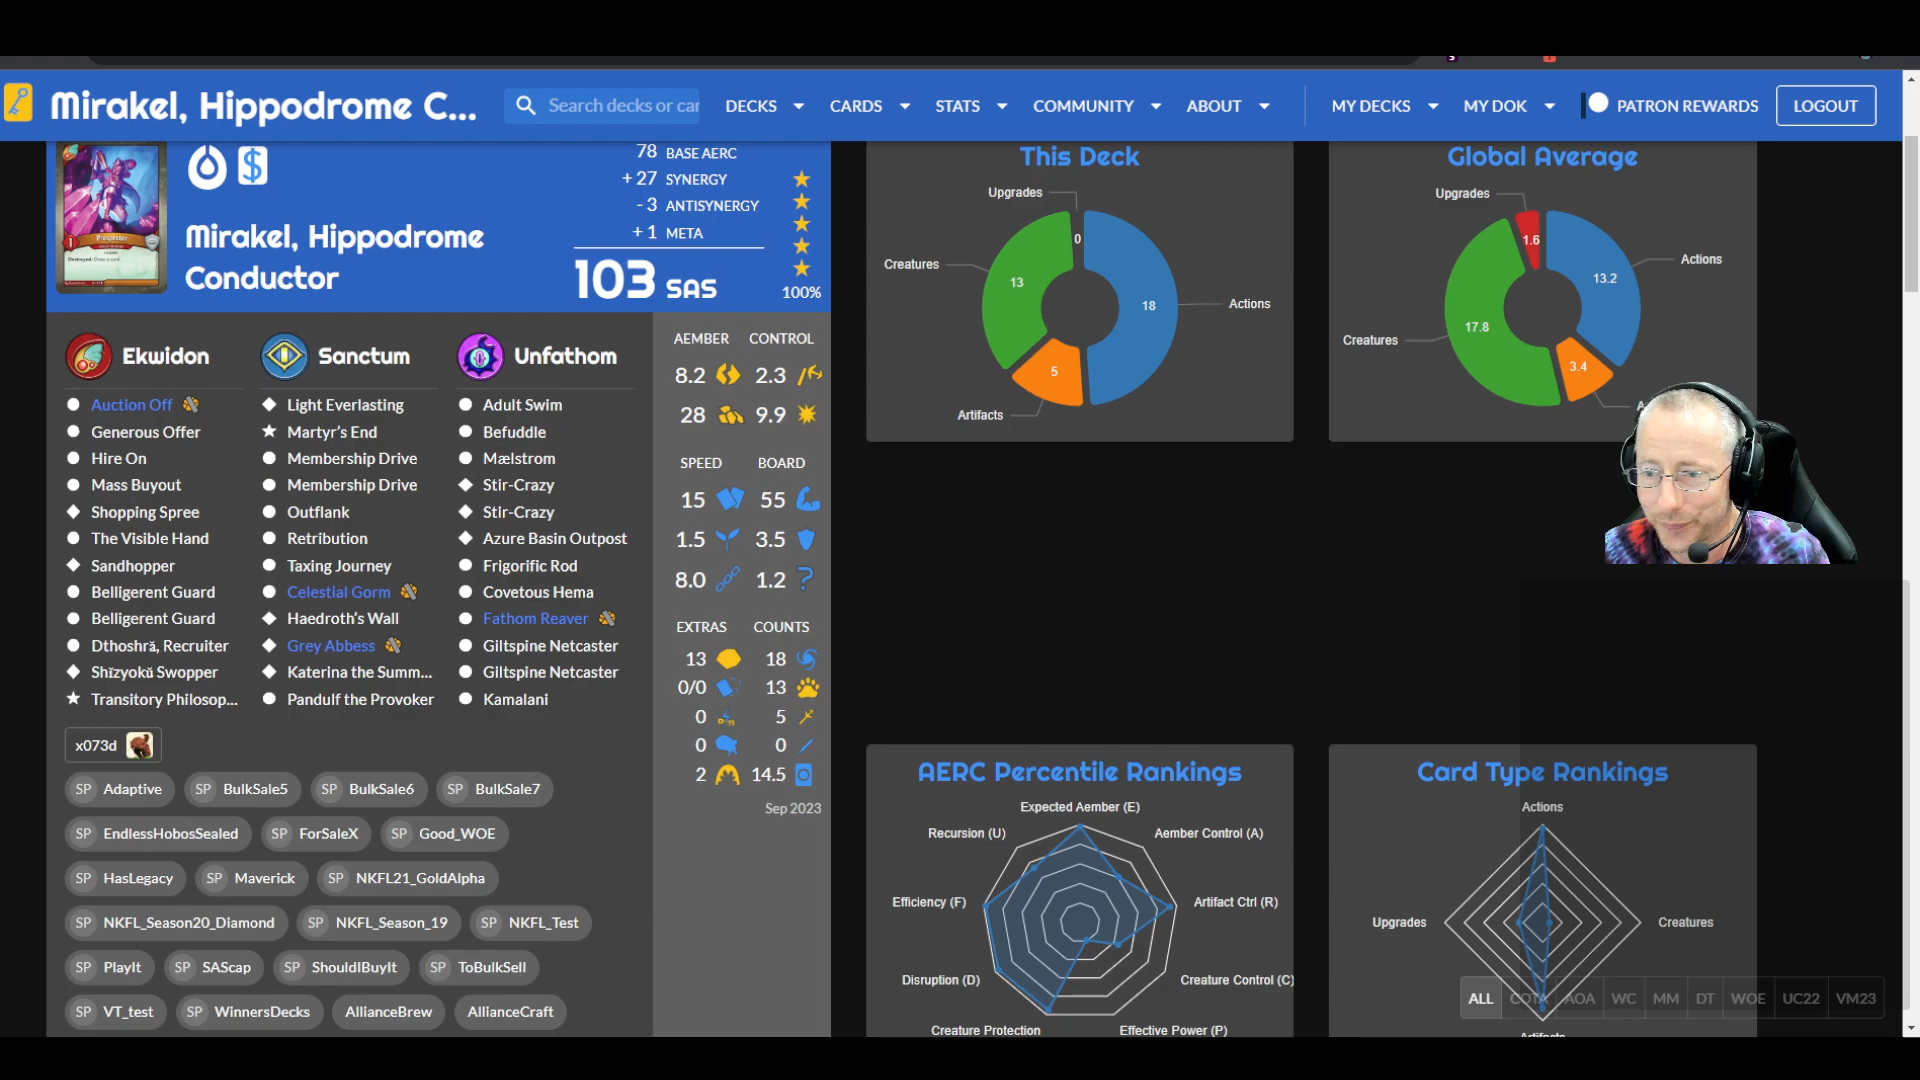 Mirakel, Hippodrome C...
Search decks or car
DECKS
CARDS
STATS
COMMUNITY
ABOUT
MY DECKS
MY DOK
PATRON REWARDS
LOGOUT
78 BASE AERC
+ 27 SYNERGY
- 3 ANTISYNERGY
+ 1 META
103 SAS
100%
Mirakel, Hippodrome
Conductor
Ekwidon
Auction Off
Generous Offer
Hire On
Mass Buyout
Shopping Spree
The Visible Hand
Sandhopper
Belligerent Guard
Belligerent Guard
Dthoshră, Recruiter
Shĭzyokŭ Swopper
Transitory Philosop...
Sanctum
Light Everlasting
Martyr's End
Membership Drive
Membership Drive
Outflank
Retribution
Taxing Journey
Celestial Gorm
Haedroth's Wall
Grey Abbess
Katerina the Summ...
Pandulf the Provoker
Unfathom
Adult Swim
Befuddle
Mælstrom
Stir-Crazy
Stir-Crazy
Azure Basin Outpost
Frigorific Rod
Covetous Hema
Fathom Reaver
Giltspine Netcaster
Giltspine Netcaster
Kamalani
AEMBER CONTROL
8.2 2.3
28 9.9
SPEED BOARD
15 55
1.5 3.5
8.0 1.2
EXTRAS COUNTS
13 18
0/0 13
0 5
0 0
2 14.5
Sep 2023
x073d
SP Adaptive
SP BulkSale5
SP BulkSale6
SP BulkSale7
SP EndlessHobosSealed
SP ForSaleX
SP Good_WOE
SP HasLegacy
SP Maverick
SP NKFL21_GoldAlpha
SP NKFL_Season20_Diamond
SP NKFL_Season_19
SP NKFL_Test
SP PlayIt
SP SAScap
SP ShouldIBuyIt
SP ToBulkSell
SP VT_test
SP WinnersDecks
AllianceBrew
AllianceCraft
This Deck
Upgrades
0
Creatures
13
18
Actions
5
Artifacts
Global Average
Upgrades
1.6
Actions
13.2
17.8
Creatures
3.4
AERC Percentile Rankings
Expected Aember (E)
Recursion (U)
Aember Control (A)
Efficiency (F)
Artifact Ctrl (R)
Disruption (D)
Creature Control (C)
Creature Protection
Effective Power (P)
Card Type Rankings
Actions
Upgrades
Creatures
Artifacts
ALL COTA AOA WC MM DT WOE UC22 VM23